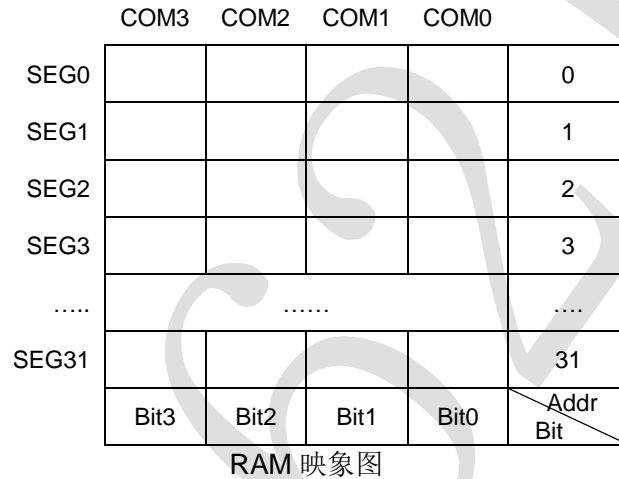 COM3 COM2 COM1 COM0
SEG0 0
SEG1 1
SEG2 2
SEG3 3
….. …… ….
SEG31 31
Bit3 Bit2 Bit1 Bit0 Addr
Bit
RAM 映象图